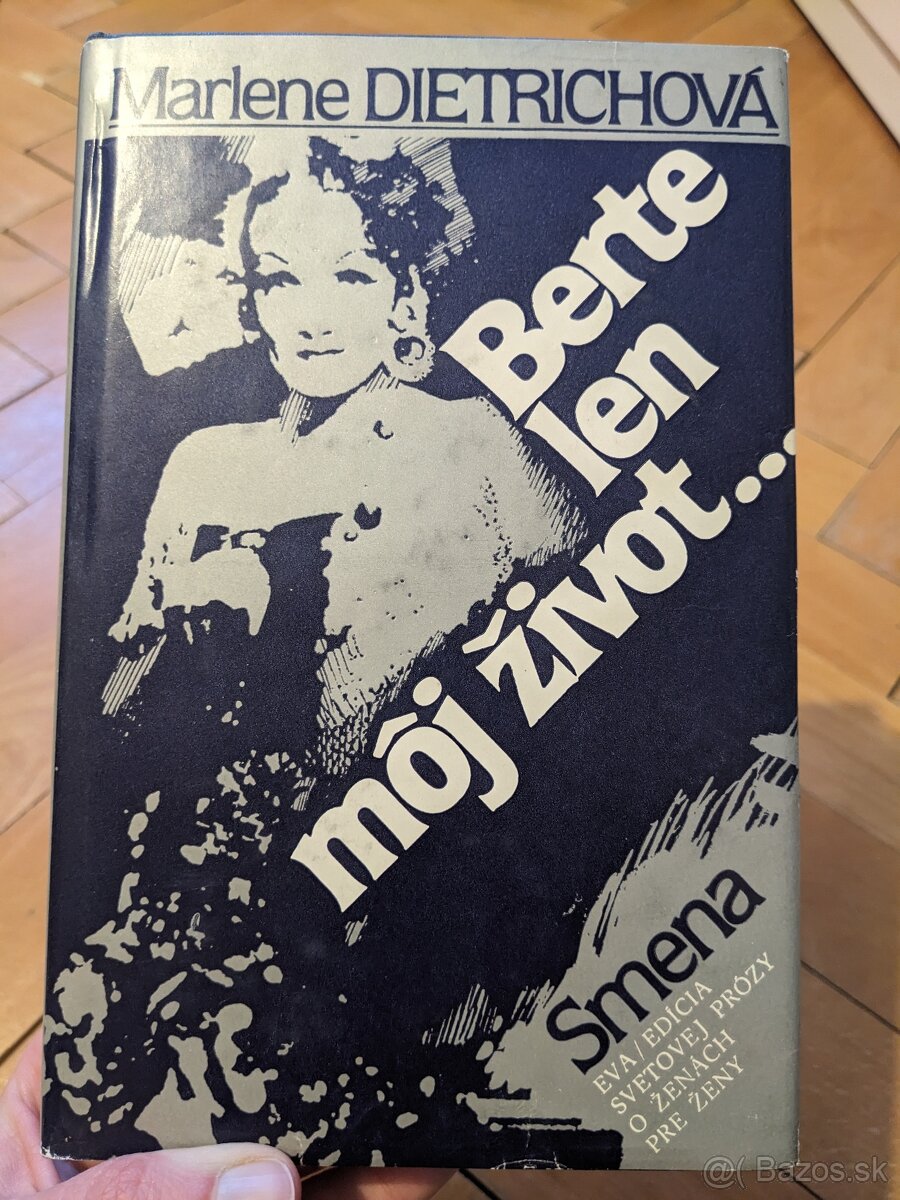 Marlene DIETRICHOVÁ
Berte
len
môj život...
Smena
EVA/EDÍCIA
SVETOVEJ PRÓZY
O ŽENÁCH
PRE ŽENY
@( Bazos.sk